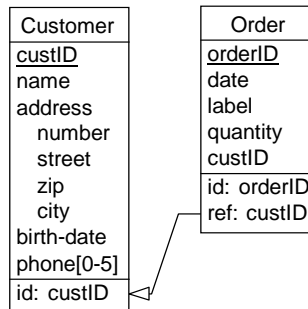 Customer
custID
name
address
number
street
zip
city
birth-date
phone[0-5]
id: custID
Order
orderID
date
label
quantity
custID
id: orderID
ref: custID